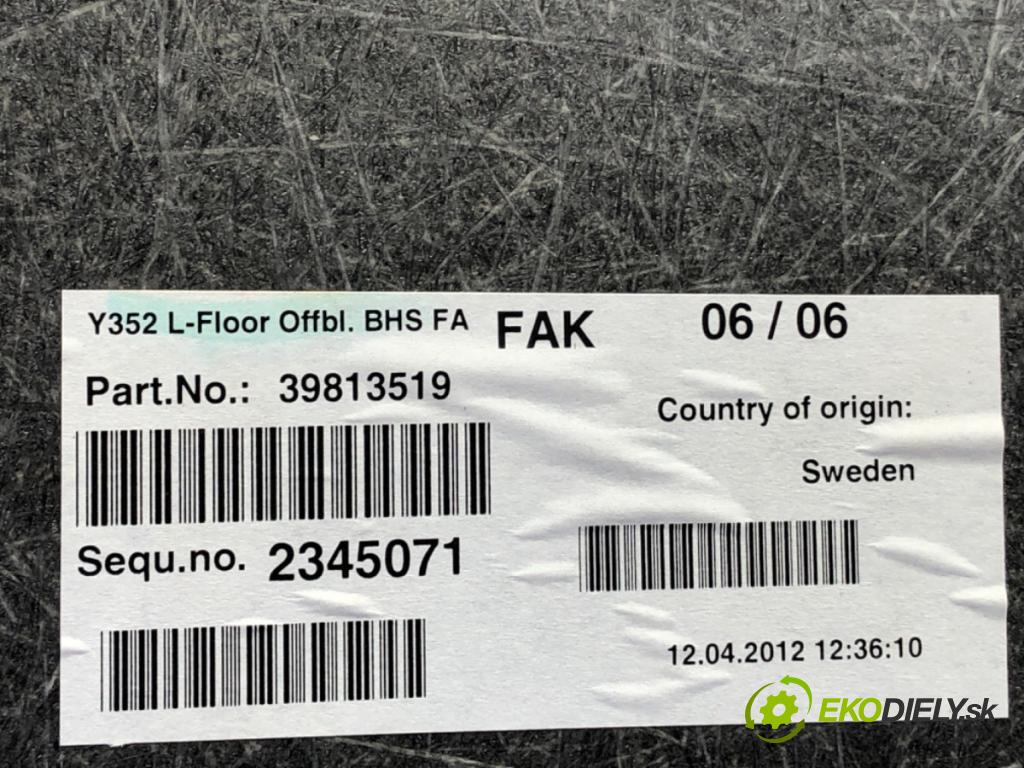 Y352 L-Floor Offbl. BHS FA FAK 06 / 06
Part.No.: 39813519
Country of origin:
Sweden
Sequ.no. 2345071
12.04.2012 12:36:10
EKODIELY.sk